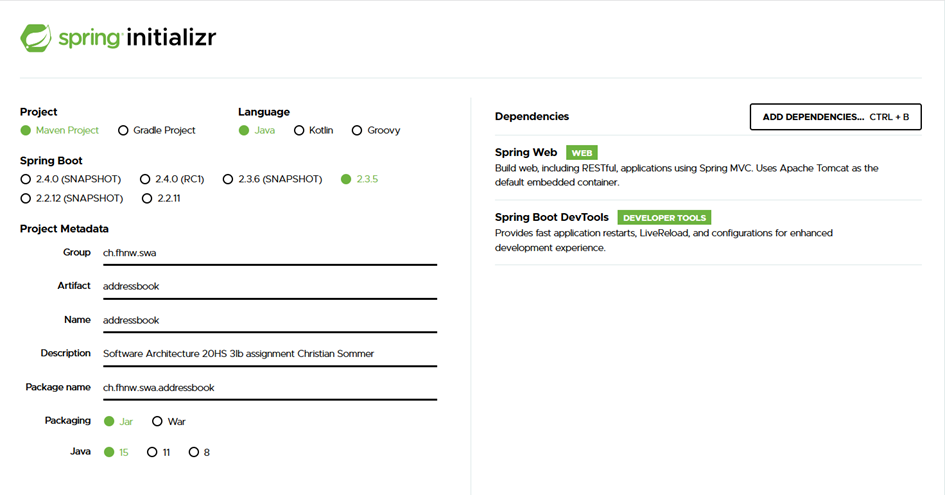 spring initializr
Project
Language
Maven Project Gradle Project
Java Kotlin Groovy
Spring Boot
2.4.0 (SNAPSHOT) 2.4.0 (RC1) 2.3.6 (SNAPSHOT) 2.3.5
2.2.12 (SNAPSHOT) 2.2.11
Project Metadata
Group ch.fhnw.swa
Artifact addressbook
Name addressbook
Description Software Architecture 20HS 3Ib assignment Christian Sommer
Package name ch.fhnw.swa.addressbook
Packaging Jar War
Java 15 11 8
Dependencies
ADD DEPENDENCIES... CTRL + B
Spring Web WEB
Build web, including RESTful, applications using Spring MVC. Uses Apache Tomcat as the
default embedded container.
Spring Boot DevTools DEVELOPER TOOLS
Provides fast application restarts, LiveReload, and configurations for enhanced
development experience.